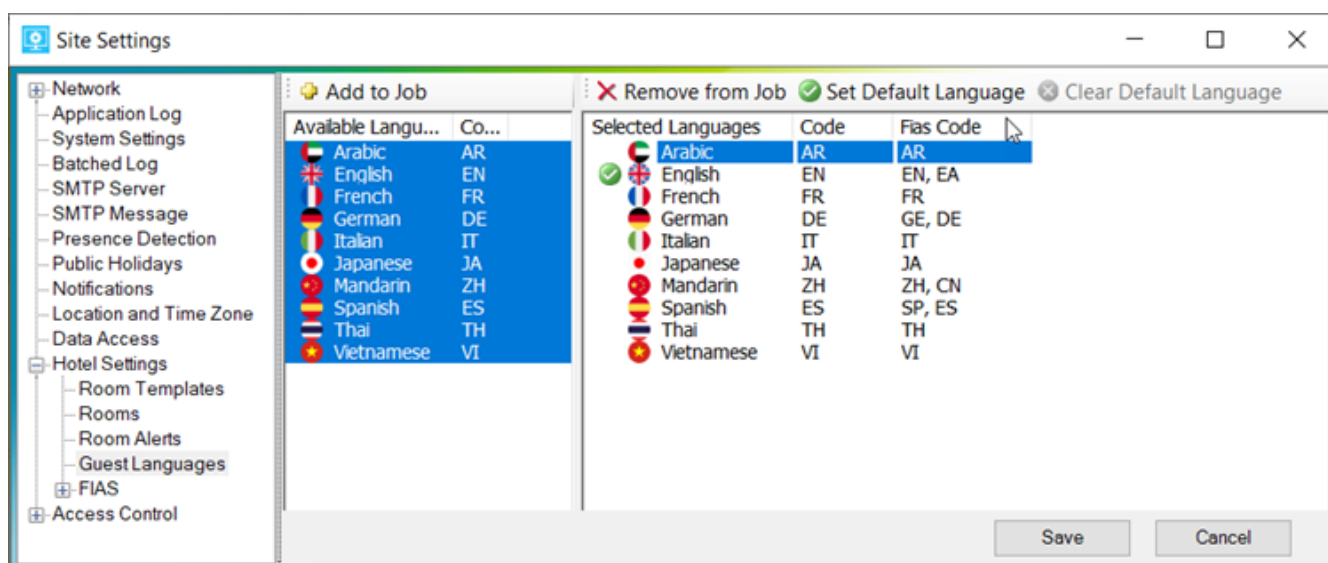 Site Settings
Network
Application Log
System Settings
Batched Log
SMTP Server
SMTP Message
Presence Detection
Public Holidays
Notifications
Location and Time Zone
Data Access
Hotel Settings
Room Templates
Rooms
Room Alerts
Guest Languages
FIAS
Access Control
Add to Job
Available Langu... Co...
Arabic AR
English EN
French FR
German DE
Italian IT
Japanese JA
Mandarin ZH
Spanish ES
Thai TH
Vietnamese VI
Remove from Job Set Default Language Clear Default Language
Selected Languages Code Fias Code
Arabic AR AR
English EN EN, EA
French FR FR
German DE GE, DE
Italian IT IT
Japanese JA JA
Mandarin ZH ZH, CN
Spanish ES SP, ES
Thai TH TH
Vietnamese VI VI
Save Cancel